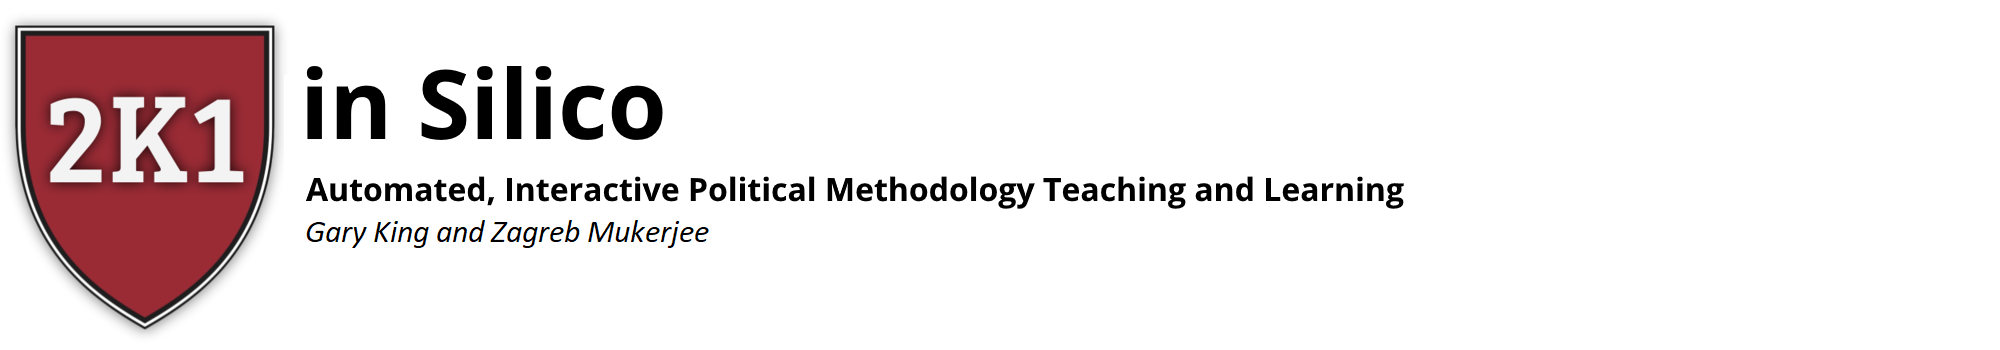 2K1
in Silico
Automated, Interactive Political Methodology Teaching and Learning
Gary King and Zagreb Mukerjee